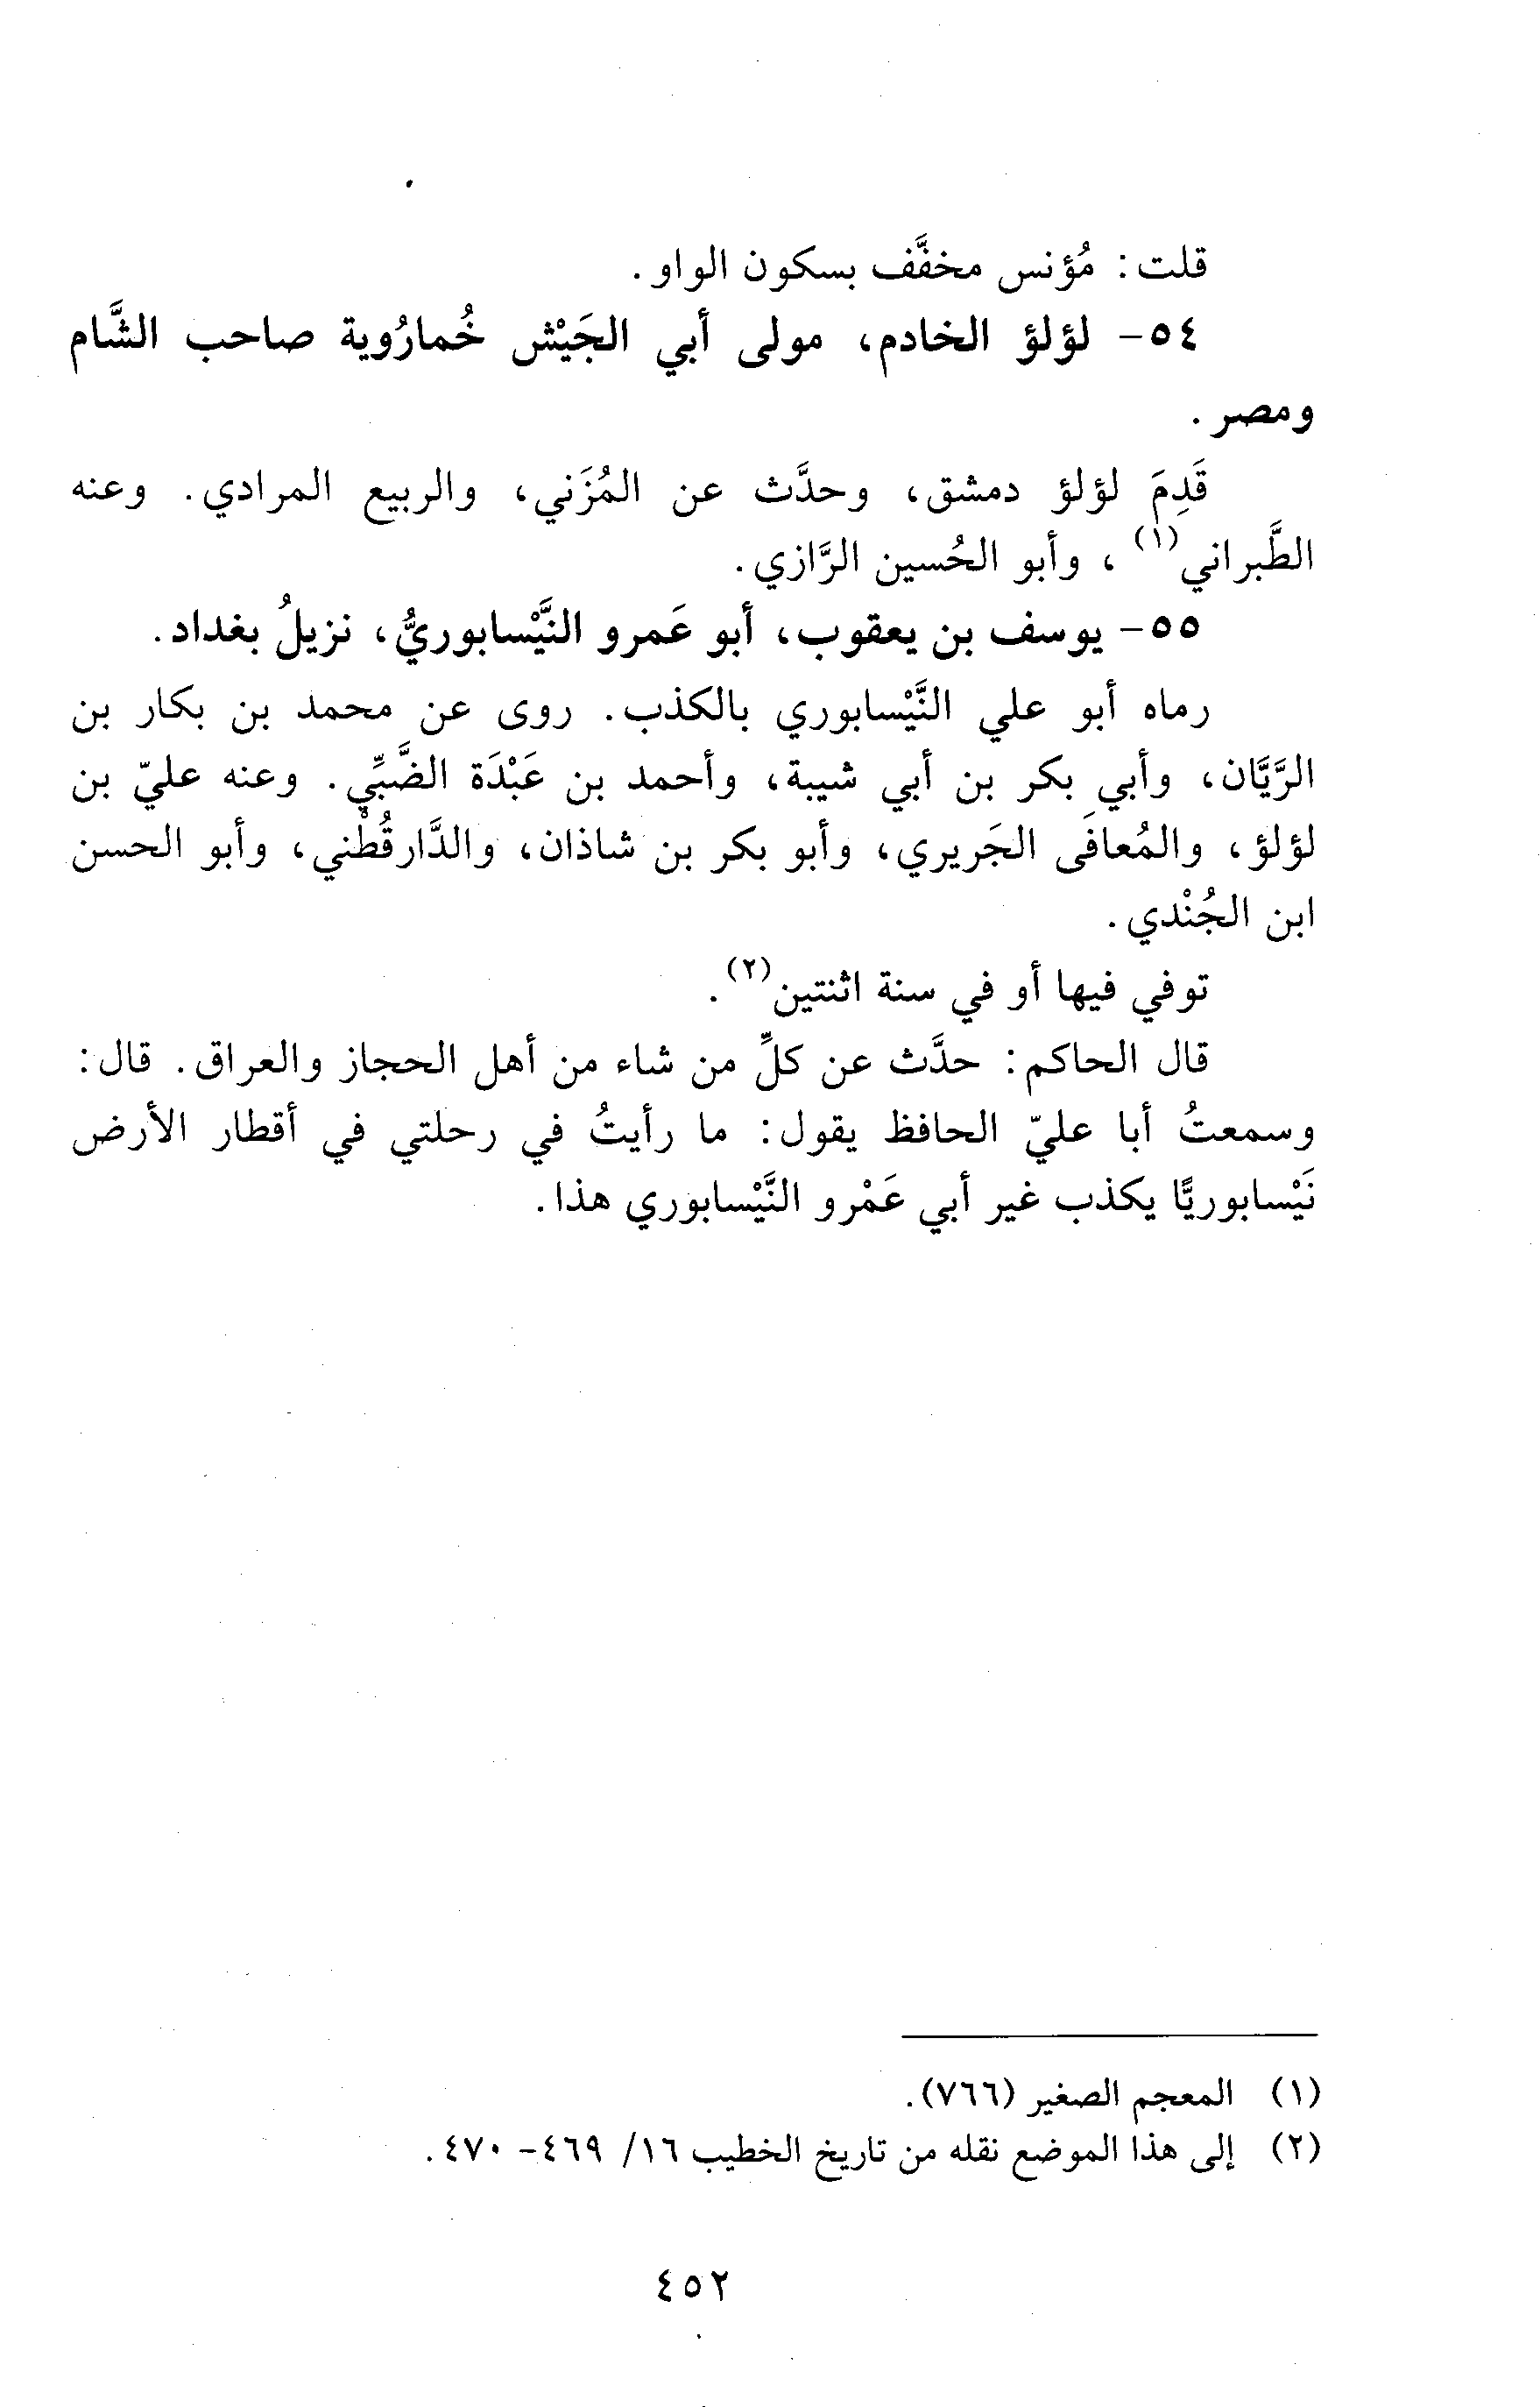 قلت: مُؤنس مخفَّف بسكون الواو.
٥٤- لؤلؤ الخادم، مولى أبي الجَيْش خُمارُوية صاحب الشَّام
ومصر.
قَدِمَ لؤلؤ دمشق، وحدَّث عن المُزَني، والربيع المرادي. وعنه
الطَّبراني(١)، وأبو الحُسين الرَّازي.
٥٥- يوسف بن يعقوب، أبو عَمرو النَّيْسابوريُّ، نزيلُ بغداد.
رماه أبو علي النَّيْسابوري بالكذب. روى عن محمد بن بكار بن
الرَّيَّان، وأبي بكر بن أبي شيبة، وأحمد بن عَبْدَة الضَّبِّي. وعنه عليّ بن
لؤلؤ، والمُعافَى الجَريري، وأبو بكر بن شاذان، والدَّارقُطْني، وأبو الحسن
ابن الجُنْدي.
توفي فيها أو في سنة اثنتين(٢).
قال الحاكم: حدَّث عن كلِّ من شاء من أهل الحجاز والعراق. قال:
وسمعتُ أبا عليّ الحافظ يقول: ما رأيتُ في رحلتي في أقطار الأرض
نَيْسابوريًّا يكذب غير أبي عَمْرو النَّيْسابوري هذا.
(١) المعجم الصغير (٧٦٦).
(٢) إلى هذا الموضع نقله من تاريخ الخطيب ١٦/ ٤٦٩- ٤٧٠.
٤٥٢